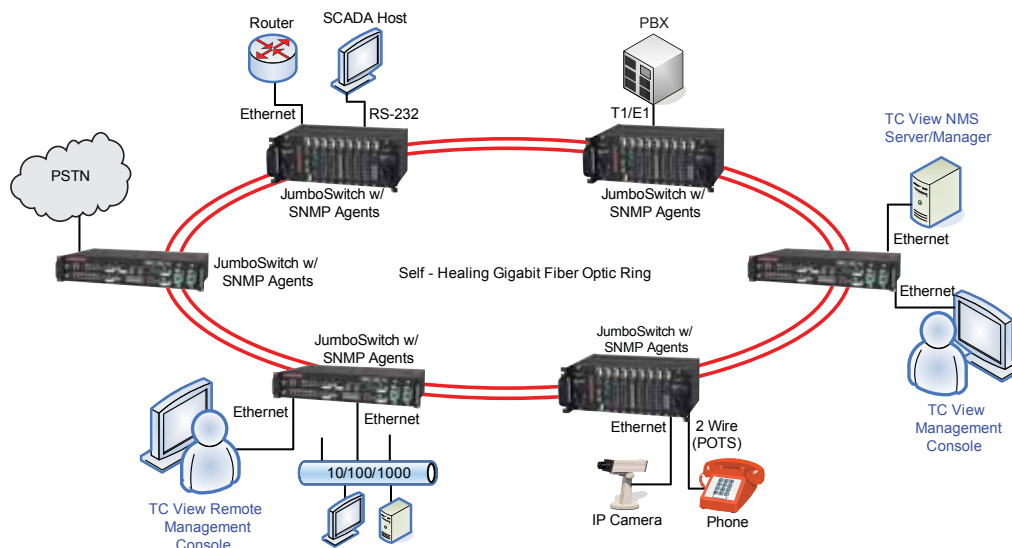 SCADA Host
Router
PBX
Ethernet
RS-232
T1/E1
TC View NMS
Server/Manager
PSTN
JumboSwitch w/
SNMP Agents
JumboSwitch w/
SNMP Agents
Ethernet
JumboSwitch w/
SNMP Agents
Self - Healing Gigabit Fiber Optic Ring
Ethernet
JumboSwitch w/
SNMP Agents
JumboSwitch w/
SNMP Agents
Ethernet
Ethernet
Ethernet
2 Wire
(POTS)
TC View
Management
Console
10/100/1000
IP Camera
Phone
TC View Remote
Management
Console